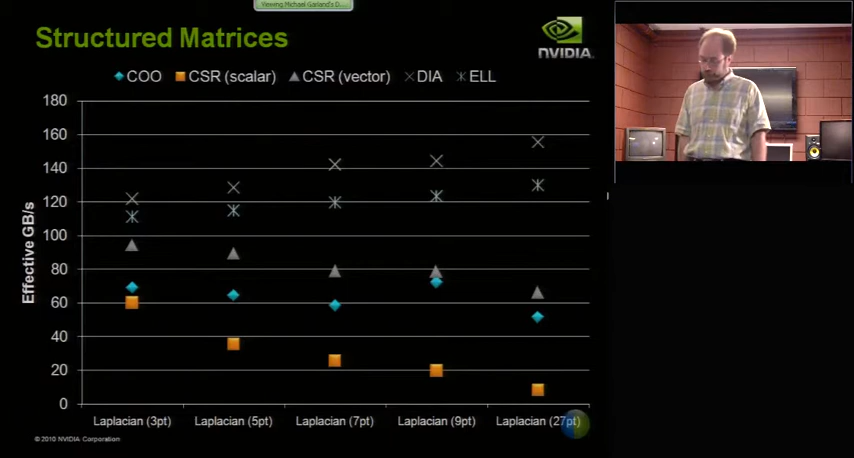 Viewing Michael Garland's D...
Structured Matrices
NVIDIA.
COO CSR (scalar) CSR (vector) DIA ELL
180
160
140
120
100
80
60
40
20
0
Effective GB/s
Laplacian (3pt) Laplacian (5pt) Laplacian (7pt) Laplacian (9pt) Laplacian (27pt)
© 2010 NVIDIA Corporation